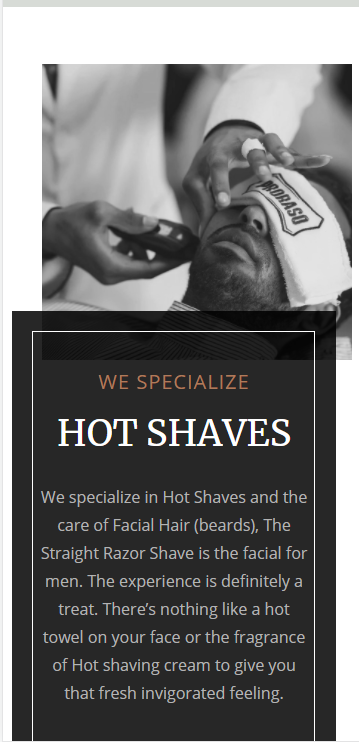 PRORASO
WE SPECIALIZE
HOT SHAVES
We specialize in Hot Shaves and the
care of Facial Hair (beards), The
Straight Razor Shave is the facial for
men. The experience is definitely a
treat. There’s nothing like a hot
towel on your face or the fragrance
of Hot shaving cream to give you
that fresh invigorated feeling.